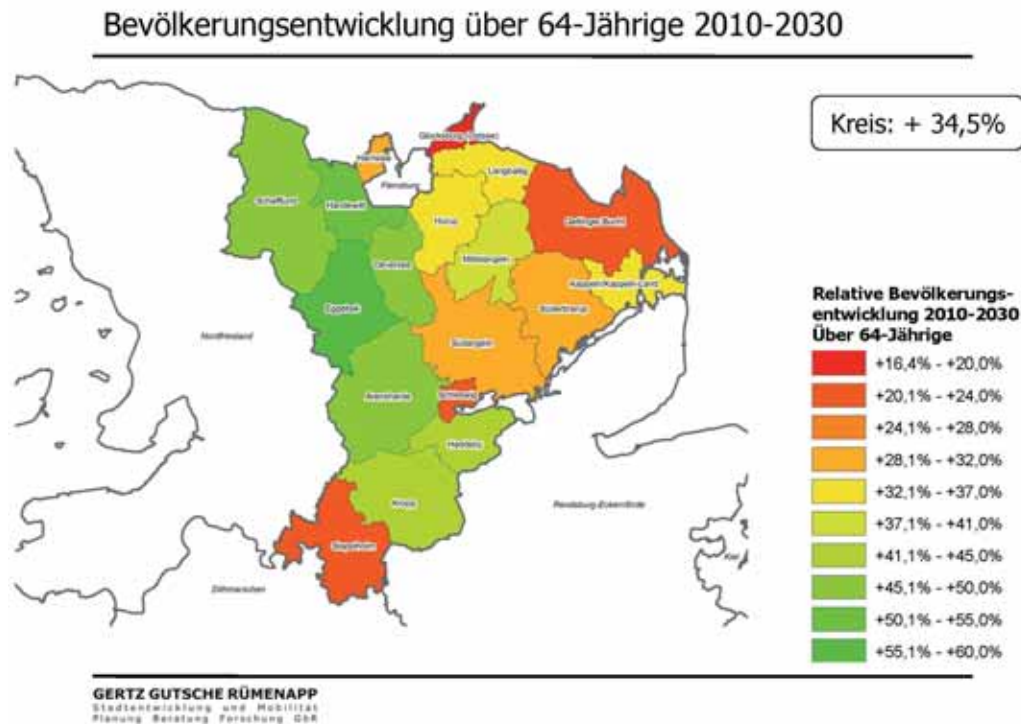 Bevölkerungsentwicklung über 64-Jährige 2010-2030
Kreis: + 34,5%
Glücksburg (Ostsee)
Harrislee
Flensburg
Langballig
Schafflund
Handewitt
Hürup
Geltinger Bucht
Oeversee
Mittelangeln
Kappeln/Kappeln-Land
Eggebek
Süderbrarup
Nordfriesland
Südangeln
Arensharde
Schleswig
Haddeby
Kropp
Rendsburg-Eckernförde
Stapelholm
Dithmarschen
Kiel
Relative Bevölkerungs-
entwicklung 2010-2030
Über 64-Jährige
+16,4% - +20,0%
+20,1% - +24,0%
+24,1% - +28,0%
+28,1% - +32,0%
+32,1% - +37,0%
+37,1% - +41,0%
+41,1% - +45,0%
+45,1% - +50,0%
+50,1% - +55,0%
+55,1% - +60,0%
GERTZ GUTSCHE RÜMENAPP
Stadtentwicklung und Mobilität
Planung Beratung Forschung GbR